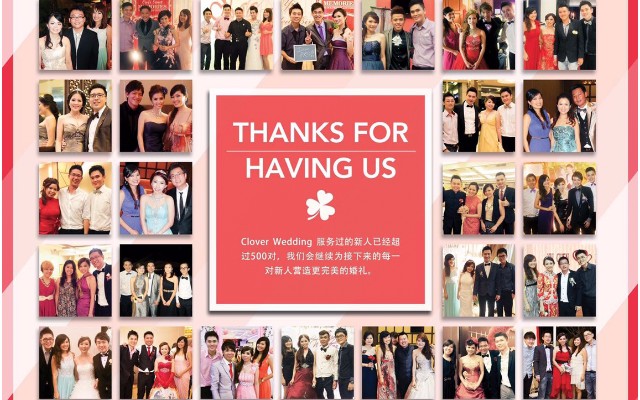 THANKS FOR
HAVING US
Clover Wedding 服务过的新人已经超
过500对，我们会继续为接下来的每一
对新人营造更完美的婚礼。